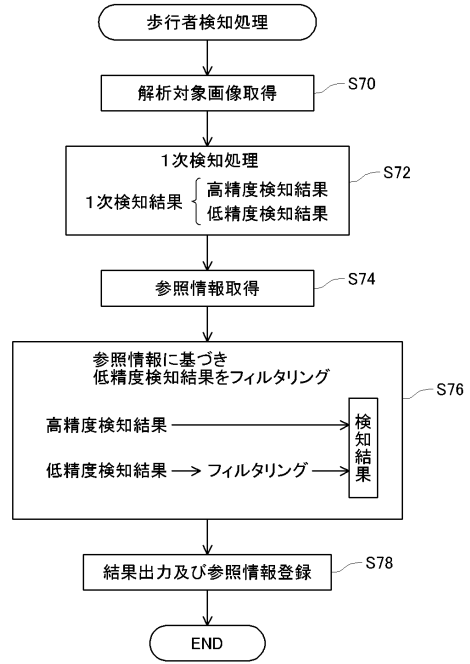 歩行者検知処理
解析対象画像取得
S70
1次検知処理
1次検知結果
高精度検知結果
低精度検知結果
S72
参照情報取得
S74
参照情報に基づき
低精度検知結果をフィルタリング
高精度検知結果
低精度検知結果
フィルタリング
検知結果
S76
結果出力及び参照情報登録
S78
END